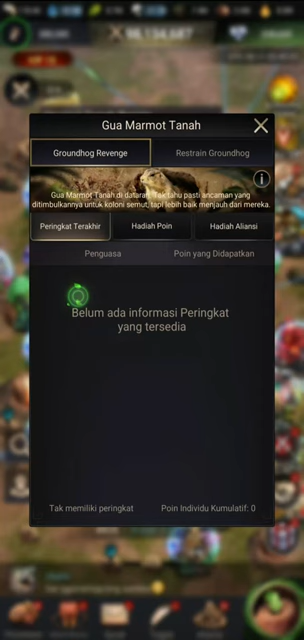 Gua Marmot Tanah
Groundhog Revenge
Restrain Groundhog
Gua Marmot Tanah di dataran. Tak tahu pasti ancaman yang
ditimbulkannya untuk koloni semut, tapi lebih baik menjauh dari mereka.
Peringkat Terakhir
Hadiah Poin
Hadiah Aliansi
Penguasa
Poin yang Didapatkan
Belum ada informasi Peringkat
yang tersedia
Tak memiliki peringkat
Poin Individu Kumulatif: 0